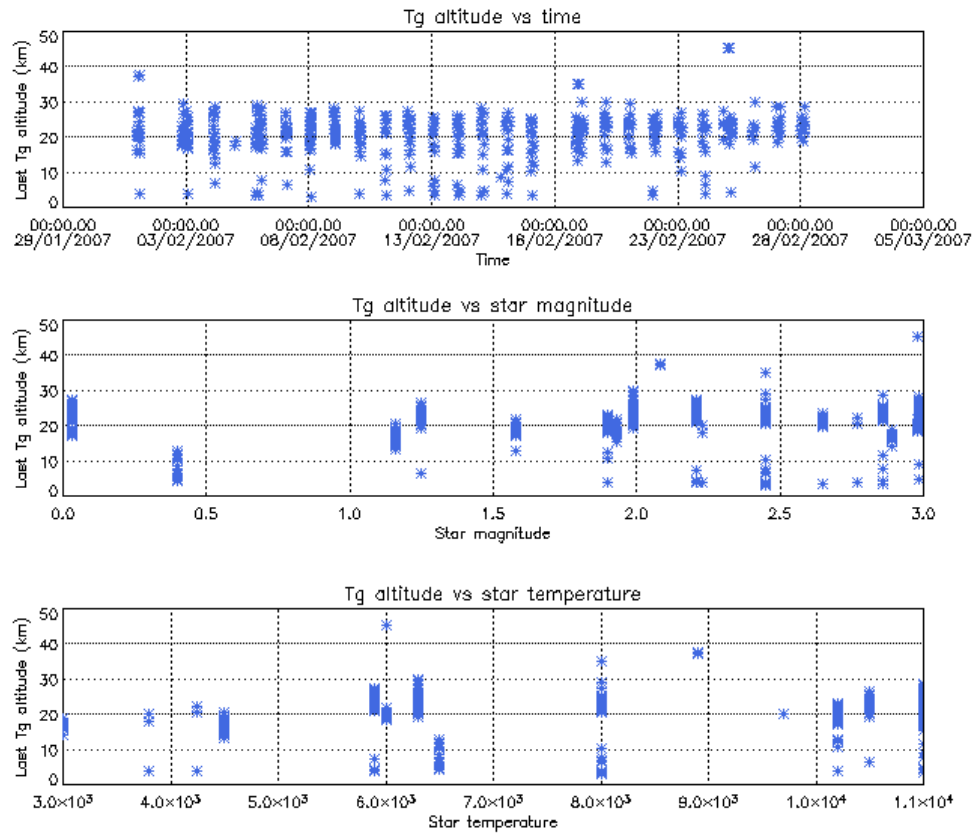 Tg altitude vs time
Last Tg altitude (km)
50
40
30
20
10
0
00:00.00 00:00.00 00:00.00 00:00.00 00:00.00 00:00.00 00:00.00 00:00.00
29/01/2007 03/02/2007 08/02/2007 13/02/2007 18/02/2007 23/02/2007 28/02/2007 05/03/2007
Time
Tg altitude vs star magnitude
Last Tg altitude (km)
50
40
30
20
10
0
0.0 0.5 1.0 1.5 2.0 2.5 3.0
Star magnitude
Tg altitude vs star temperature
Last Tg altitude (km)
50
40
30
20
10
0
3.0×10³ 4.0×10³ 5.0×10³ 6.0×10³ 7.0×10³ 8.0×10³ 9.0×10³ 1.0×10⁴ 1.1×10⁴
Star temperature